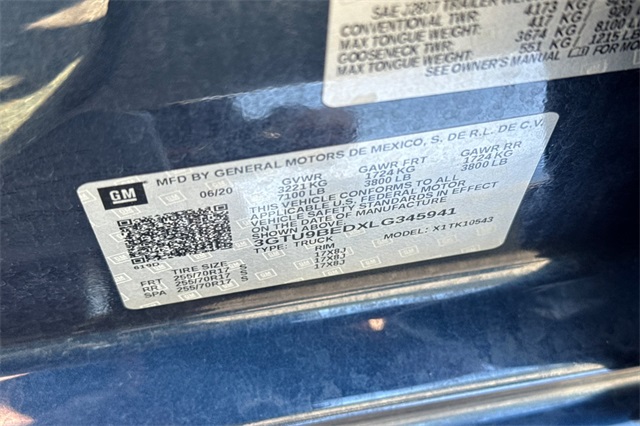 SAE J2807 TRAILER WE
CONVENTIONAL TWR: 4173 KG
MAX TONGUE WEIGHT: 417 KG /
GOOSENECK TWR: 3674 KG / 8100 L
MAX TONGUE WEIGHT: 551 KG / 1215 LB
SEE OWNER'S MANUAL FOR MO
GM
MFD BY GENERAL MOTORS DE MEXICO, S. DE R.L. DE C.V.
06/20 GVWR GAWR FRT GAWR RR
3221 KG 1724 KG 1724 KG
7100 LB 3800 LB 3800 LB
THIS VEHICLE CONFORMS TO ALL
APPLICABLE U.S. FEDERAL MOTOR
VEHICLE SAFETY STANDARDS IN EFFECT
ON THE DATE OF MANUFACTURE SHOWN ABOVE.
3GTU9BEDXLG345941
TYPE: TRUCK MODEL: X1TK10543
TIRE SIZE RIM
FRT 255/70R17 S 17X8J
RR 255/70R17 S 17X8J
SPA 255/70R17 S 17X8J